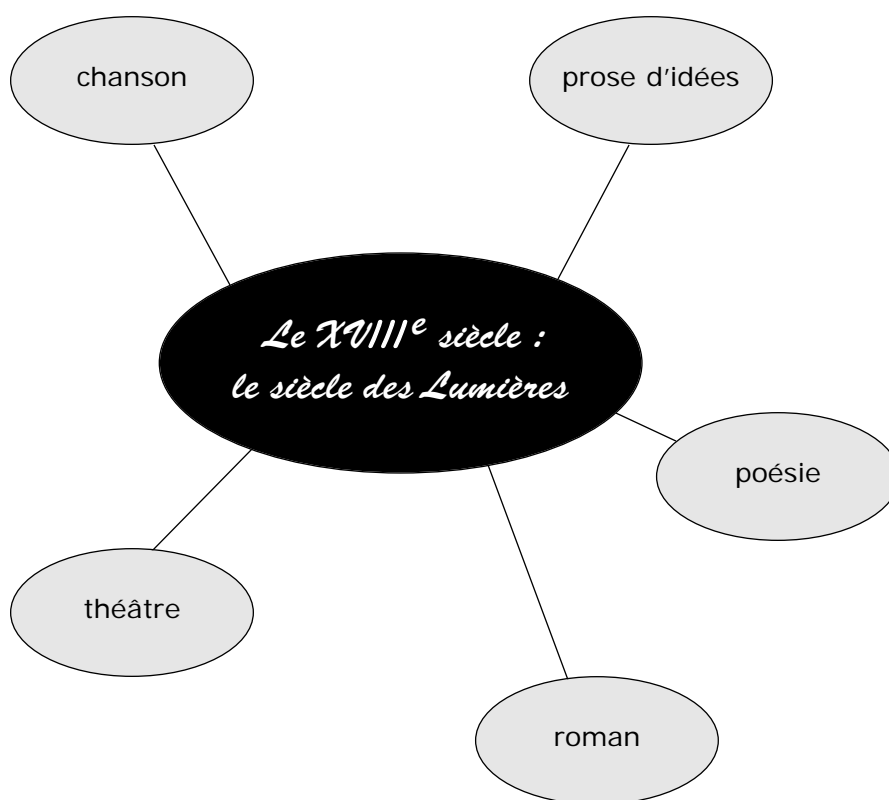 chanson
prose d'idées
Le XVIIIe siècle :
le siècle des Lumières
poésie
théâtre
roman